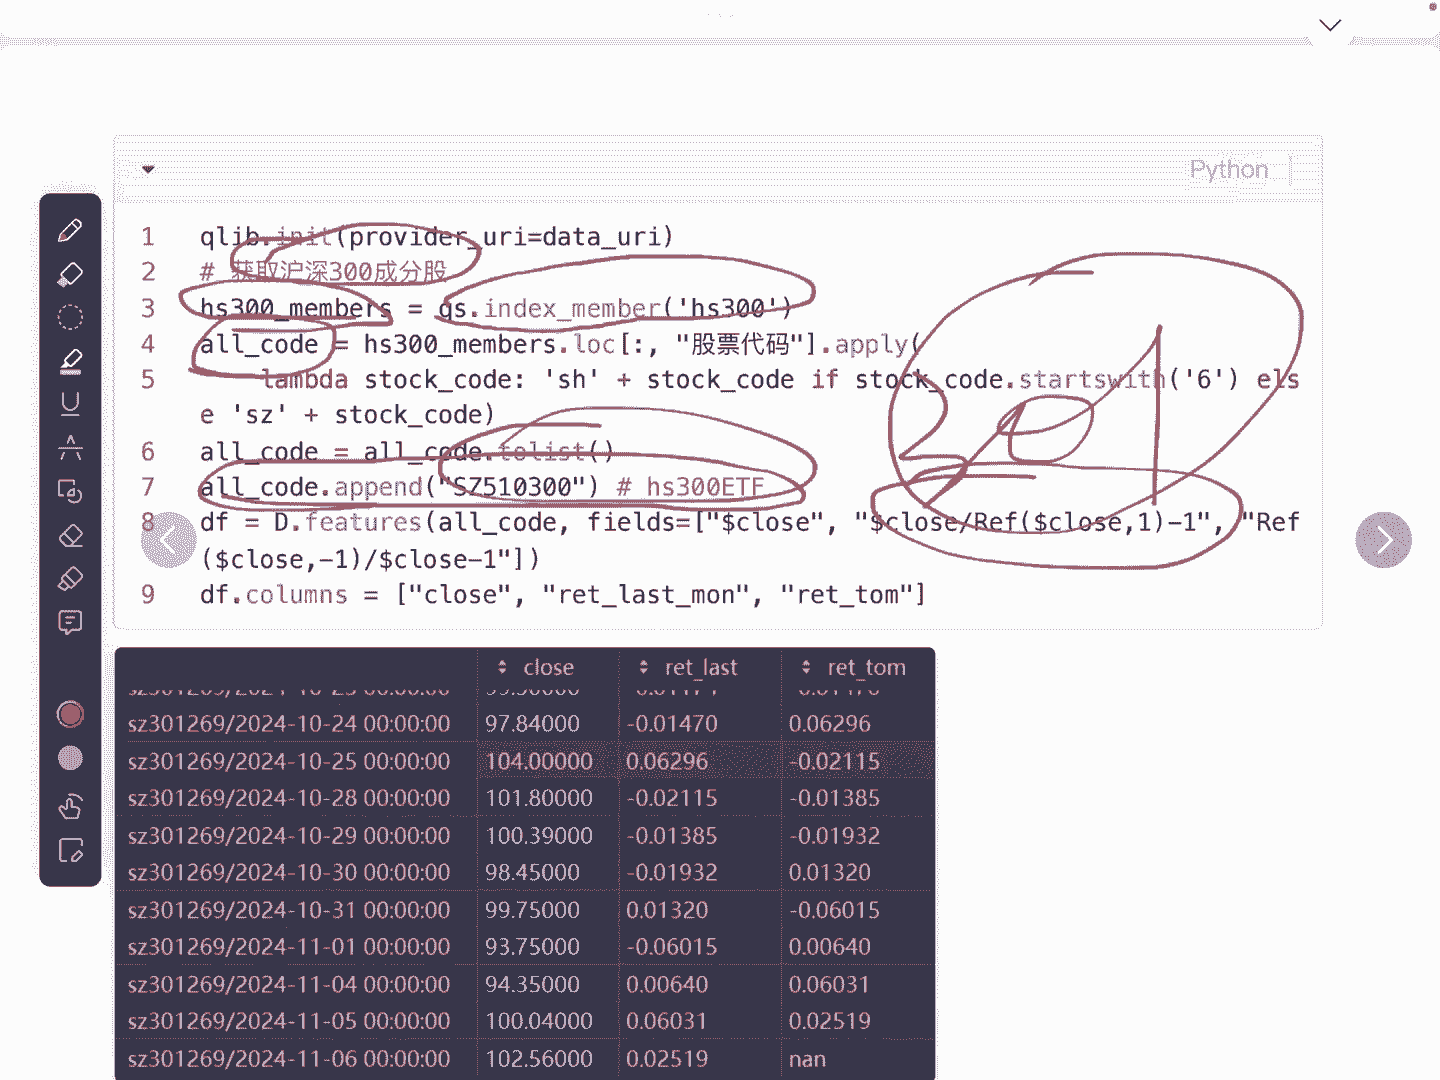 Python
1 qlib.init(provider_uri=data_uri)
2 # 获取沪深300成分股
3 hs300_members = qs.index_member('hs300')
4 all_code = hs300_members.loc[:, "股票代码"].apply(
5     lambda stock_code: 'sh' + stock_code if stock_code.startswith('6') els
e 'sz' + stock_code)
6 all_code = all_code.tolist()
7 all_code.append("SZ510300") # hs300ETF
8 df = D.features(all_code, fields=["$close", "$close/Ref($close,1)-1", "Ref
($close,-1)/$close-1"])
9 df.columns = ["close", "ret_last_mon", "ret_tom"]
close ret_last ret_tom
sz301269/2024-10-24 00:00:00 97.84000 -0.01470 0.06296
sz301269/2024-10-25 00:00:00 104.00000 0.06296 -0.02115
sz301269/2024-10-28 00:00:00 101.80000 -0.02115 -0.01385
sz301269/2024-10-29 00:00:00 100.39000 -0.01385 -0.01932
sz301269/2024-10-30 00:00:00 98.45000 -0.01932 0.01320
sz301269/2024-10-31 00:00:00 99.75000 0.01320 -0.06015
sz301269/2024-11-01 00:00:00 93.75000 -0.06015 0.00640
sz301269/2024-11-04 00:00:00 94.35000 0.00640 0.06031
sz301269/2024-11-05 00:00:00 100.04000 0.06031 0.02519
sz301269/2024-11-06 00:00:00 102.56000 0.02519 nan